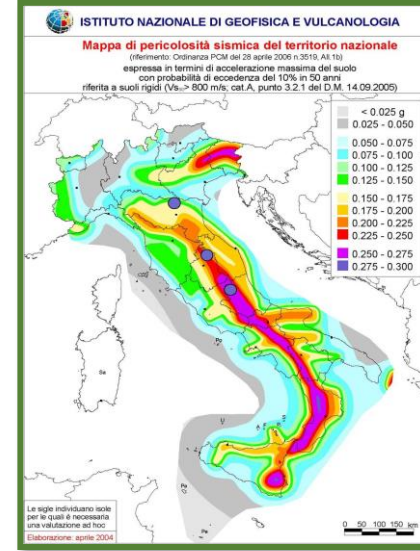 ISTITUTO NAZIONALE DI GEOFISICA E VULCANOLOGIA
Mappa di pericolosità sismica del territorio nazionale
(riferimento: Ordinanza PCM del 28 aprile 2006 n.3519, All.1b)
espressa in termini di accelerazione massima del suolo
con probabilità di eccedenza del 10% in 50 anni
riferita a suoli rigidi (Vs₃₀> 800 m/s; cat.A, punto 3.2.1 del D.M. 14.09.2005)
< 0.025 g
0.025 - 0.050
0.050 - 0.075
0.075 - 0.100
0.100 - 0.125
0.125 - 0.150
0.150 - 0.175
0.175 - 0.200
0.200 - 0.225
0.225 - 0.250
0.250 - 0.275
0.275 - 0.300
Sa
Pa
U
Pa
Pe
Le sigle individuano isole
per le quali è necessaria
una valutazione ad hoc
Elaborazione: aprile 2004
0 50 100 150 km